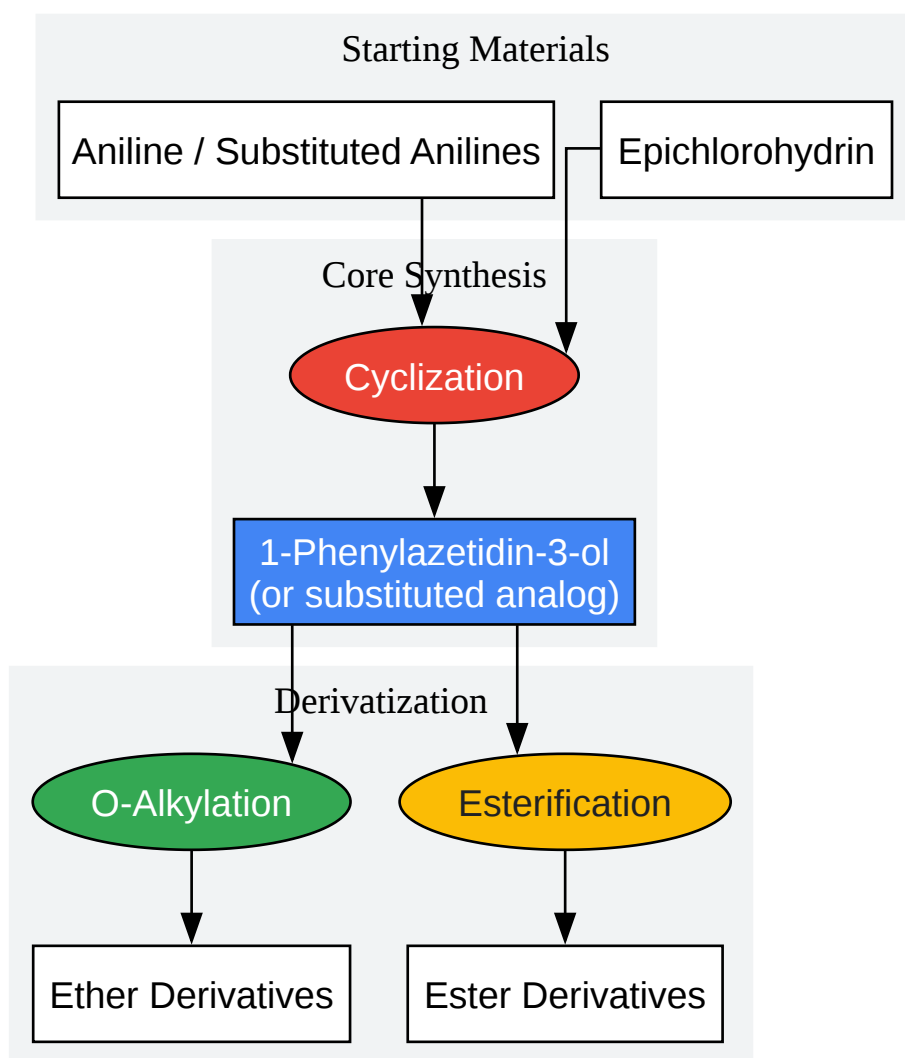 Starting Materials
Aniline / Substituted Anilines
Epichlorohydrin
Core Synthesis
Cyclization
1-Phenylazetidin-3-ol
(or substituted analog)
Derivatization
O-Alkylation
Esterification
Ether Derivatives
Ester Derivatives